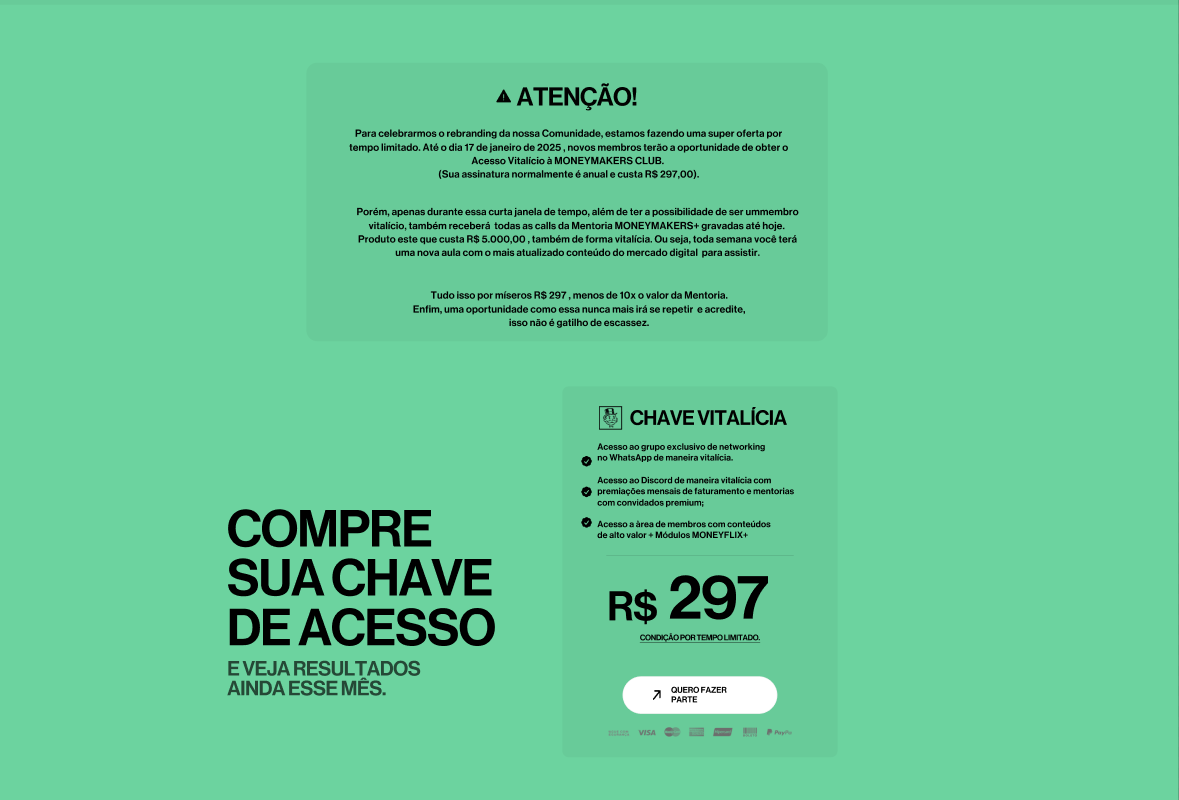 ATENÇÃO!
Para celebrarmos o rebranding da nossa Comunidade, estamos fazendo uma super oferta por
tempo limitado. Até o dia 17 de janeiro de 2025 , novos membros terão a oportunidade de obter o
Acesso Vitalício à MONEYMAKERS CLUB.
(Sua assinatura normalmente é anual e custa R$ 297,00).
Porém, apenas durante essa curta janela de tempo, além de ter a possibilidade de ser ummembro
vitalício, também receberá todas as calls da Mentoria MONEYMAKERS+ gravadas até hoje.
Produto este que custa R$ 5.000,00 , também de forma vitalícia. Ou seja, toda semana você terá
uma nova aula com o mais atualizado conteúdo do mercado digital para assistir.
Tudo isso por míseros R$ 297 , menos de 10x o valor da Mentoria.
Enfim, uma oportunidade como essa nunca mais irá se repetir e acredite,
isso não é gatilho de escassez.
COMPRE
SUA CHAVE
DE ACESSO
E VEJA RESULTADOS
AINDA ESSE MÊS.
CHAVE VITALÍCIA
Acesso ao grupo exclusivo de networking
no WhatsApp de maneira vitalícia.
Acesso ao Discord de maneira vitalícia com
premiações mensais de faturamento e mentorias
com convidados premium;
Acesso a àrea de membros com conteúdos
de alto valor + Módulos MONEYFLIX+
R$ 297
CONDIÇÃO POR TEMPO LIMITADO.
QUERO FAZER
PARTE
VISA
PayPal